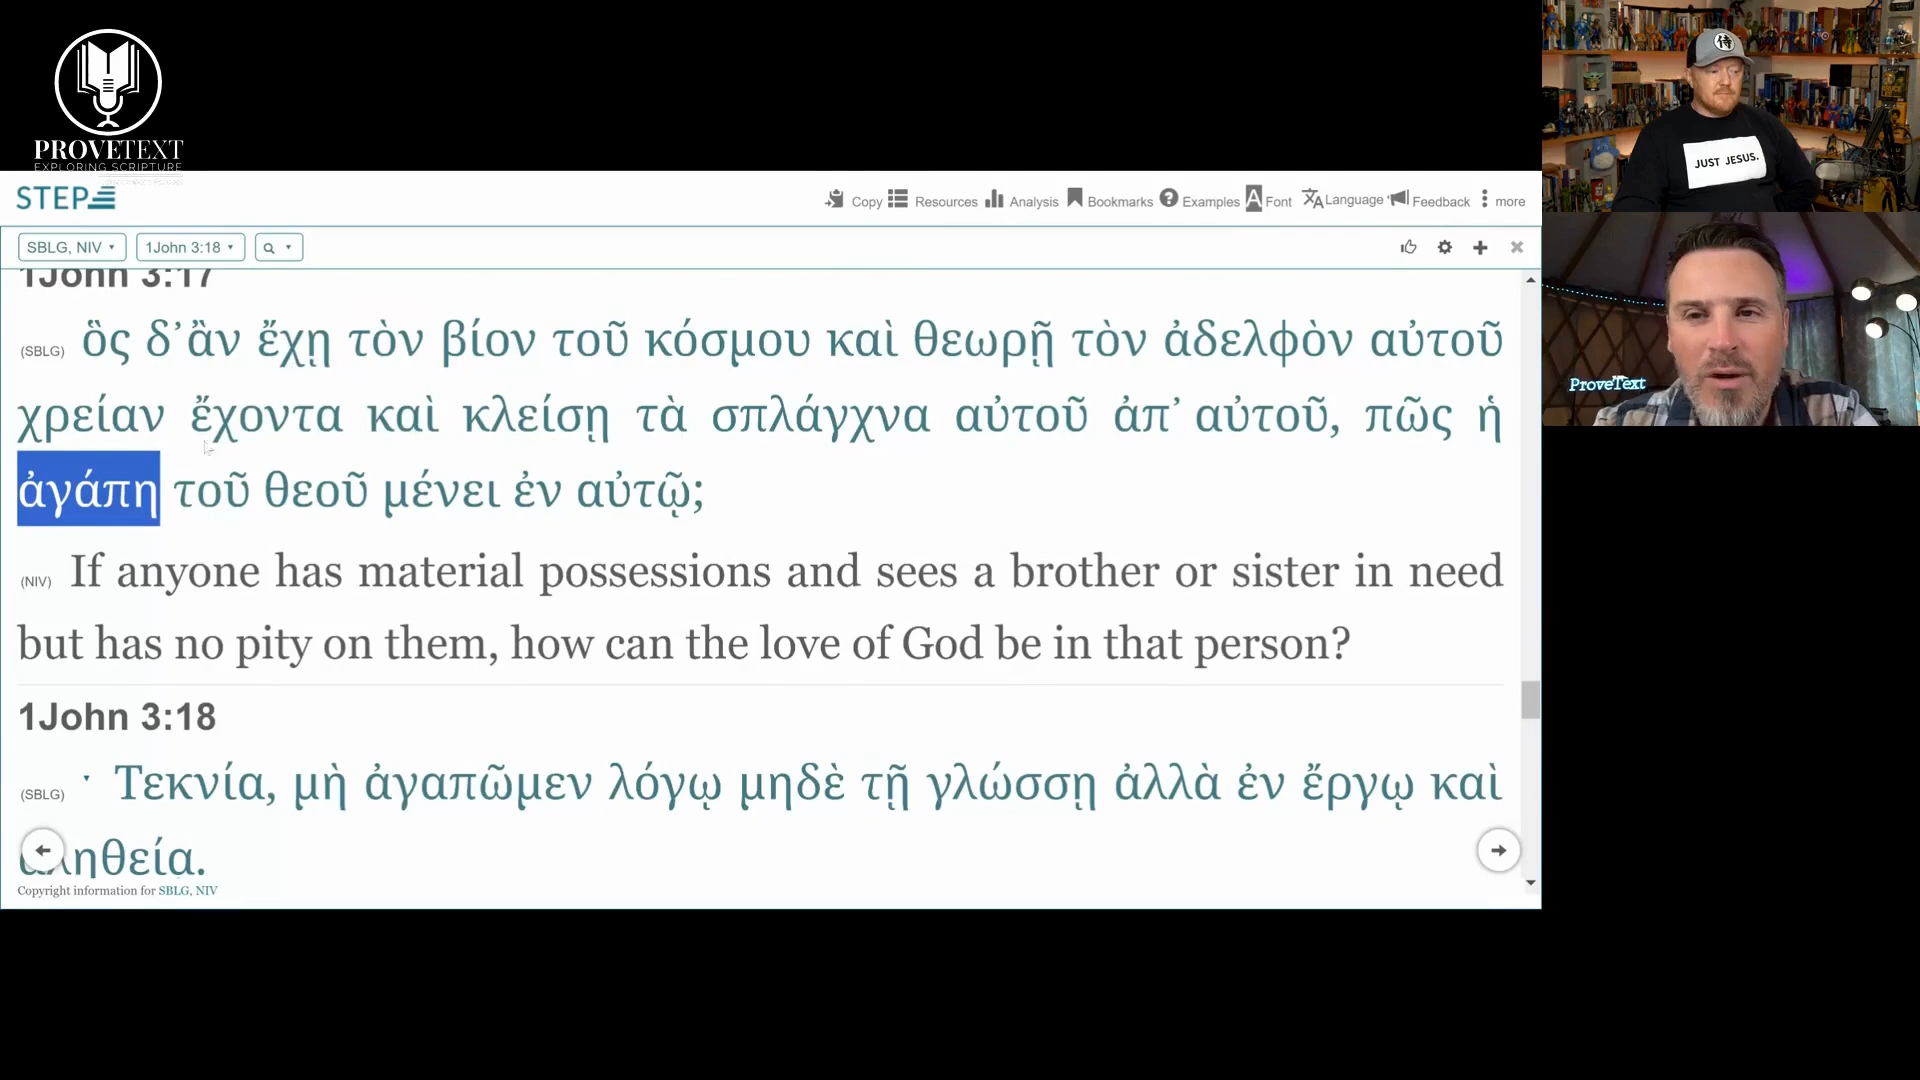 PROVETEXT
EXPLORING SCRIPTURE
STEP
Copy Resources Analysis Bookmarks Examples Font Language Feedback more
SBLG, NIV 1John 3:18
1John 3:17
(SBLG) ὃς δ’ ἂν ἔχῃ τὸν βίον τοῦ κόσμου καὶ θεωρῇ τὸν ἀδελφὸν αὐτοῦ
χρείαν ἔχοντα καὶ κλείσῃ τὰ σπλάγχνα αὐτοῦ ἀπ’ αὐτοῦ, πῶς ἡ
ἀγάπη τοῦ θεοῦ μένει ἐν αὐτῷ;
(NIV) If anyone has material possessions and sees a brother or sister in need
but has no pity on them, how can the love of God be in that person?
1John 3:18
(SBLG) Τεκνία, μὴ ἀγαπῶμεν λόγῳ μηδὲ τῇ γλώσσῃ ἀλλὰ ἐν ἔργῳ καὶ
ἀληθείᾳ.
Copyright information for SBLG, NIV
JUST JESUS.
ProveText